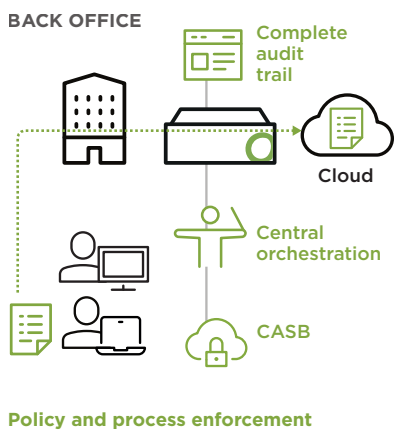 BACK OFFICE
Complete
audit
trail
Cloud
Central
orchestration
CASB
Policy and process enforcement